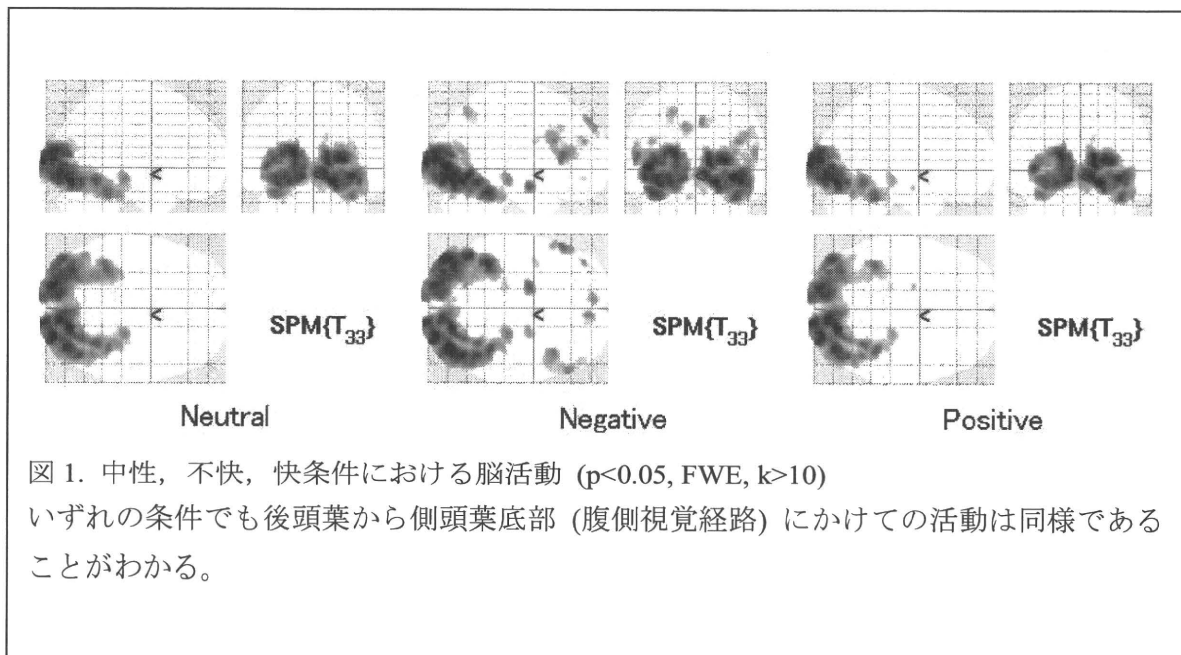 <
<
<
<
<
<
SPM{T33}
SPM{T33}
SPM{T33}
Neutral
Negative
Positive
図 1. 中性，不快，快条件における脳活動 (p<0.05, FWE, k>10)
いずれの条件でも後頭葉から側頭葉底部 (腹側視覚経路) にかけての活動は同様である
ことがわかる。